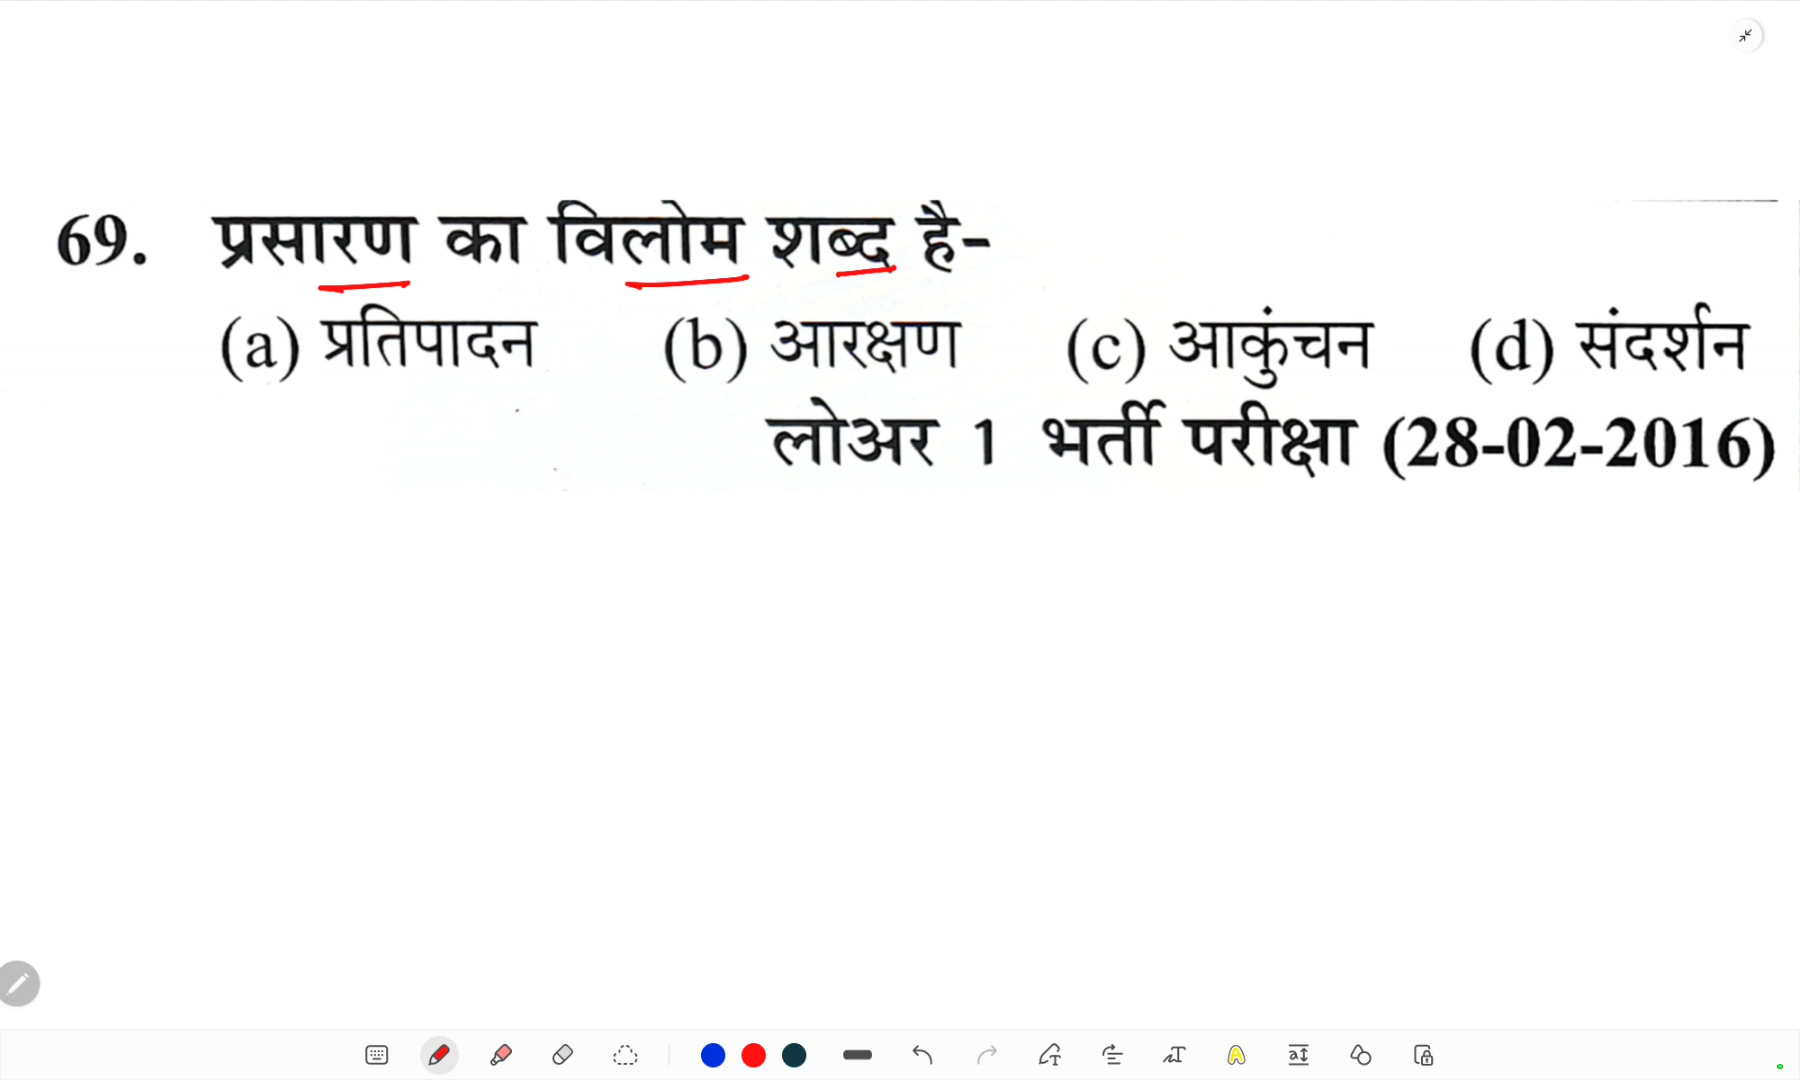 69. प्रसारण का विलोम शब्द है-
(a) प्रतिपादन (b) आरक्षण (c) आकुंचन (d) संदर्शन
लोअर 1 भर्ती परीक्षा (28-02-2016)